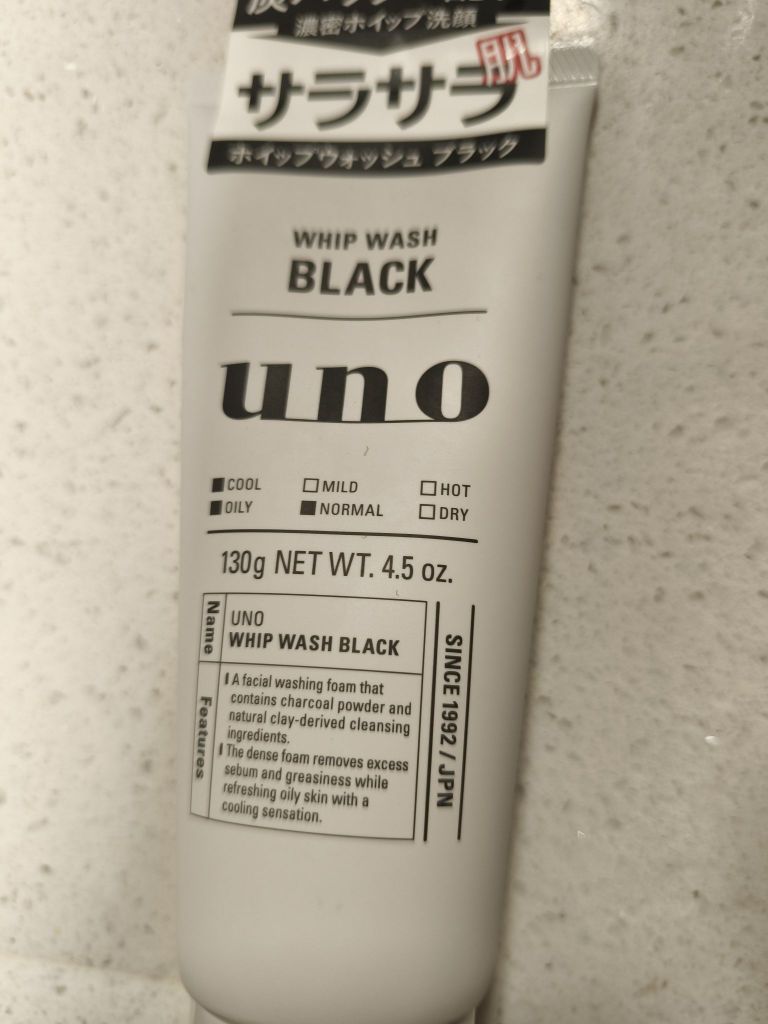 濃密ホイップ洗顔
サラサラ肌
ホイップウォッシュ ブラック
WHIP WASH
BLACK
uno
COOL MILD HOT
OILY NORMAL DRY
130g NET WT. 4.5 oz.
Name
UNO
WHIP WASH BLACK
Features
A facial washing foam that
contains charcoal powder and
natural clay-derived cleansing
ingredients.
The dense foam removes excess
sebum and greasiness while
refreshing oily skin with a
cooling sensation.
SINCE 1992 / JPN